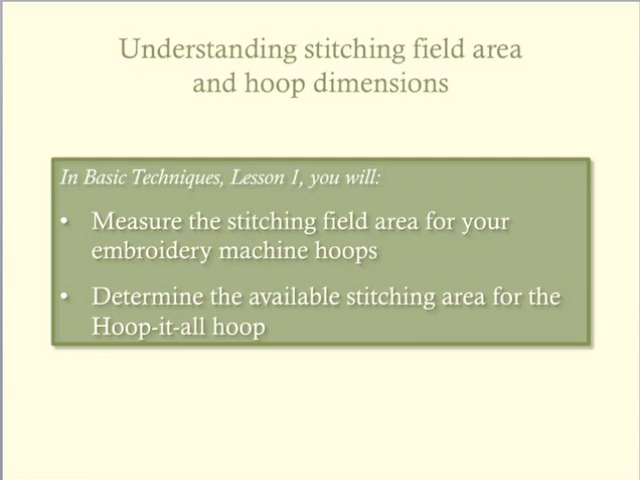 Understanding stitching field area
and hoop dimensions
In Basic Techniques, Lesson 1, you will:
• Measure the stitching field area for your
embroidery machine hoops
• Determine the available stitching area for the
Hoop-it-all hoop